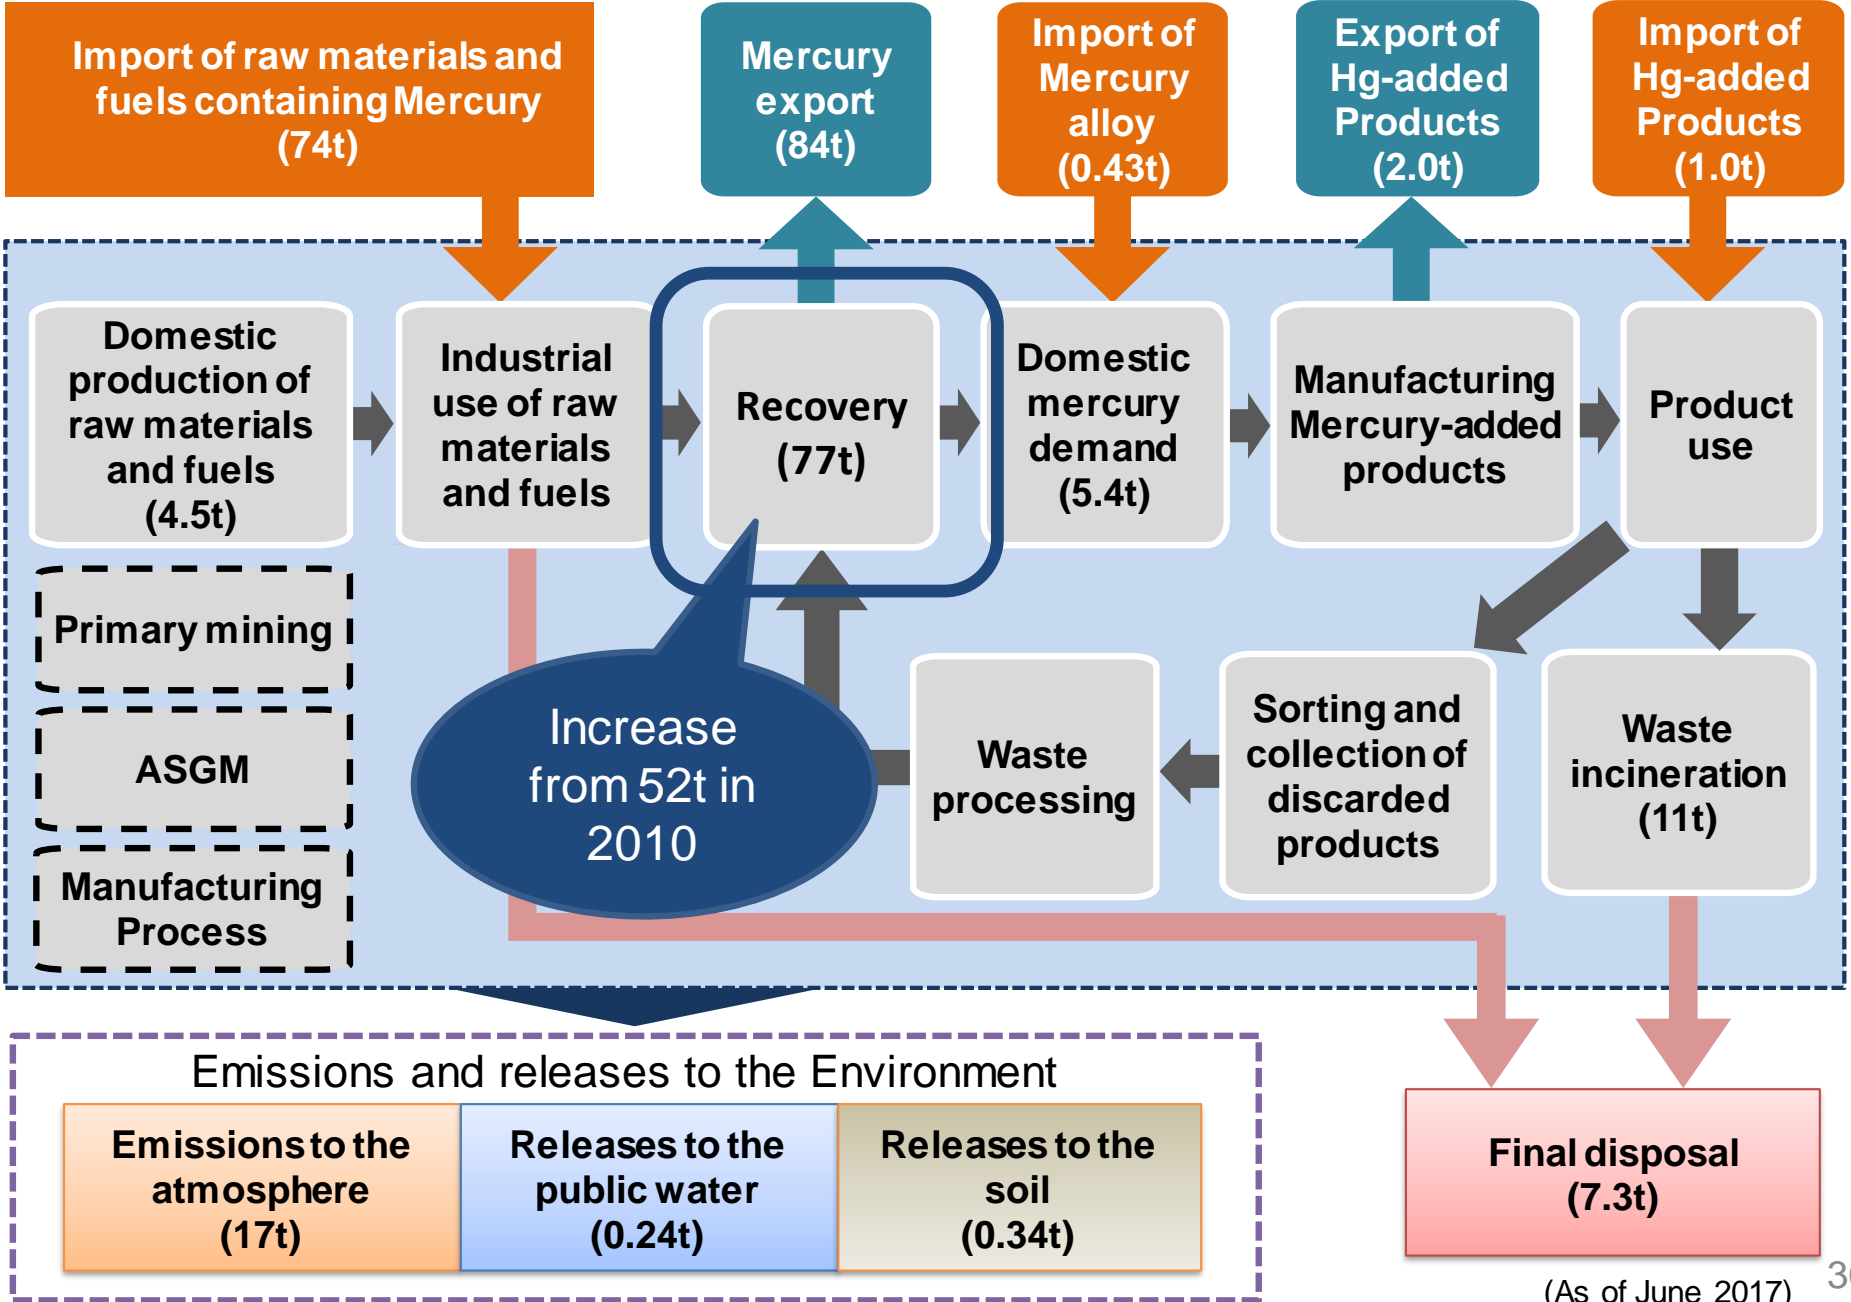 Import of raw materials and
fuels containing Mercury
(74t)
Mercury
export
(84t)
Import of
Mercury
alloy
(0.43t)
Export of
Hg-added
Products
(2.0t)
Import of
Hg-added
Products
(1.0t)
Domestic
production of
raw materials
and fuels
(4.5t)
Industrial
use of raw
materials
and fuels
Recovery
(77t)
Domestic
mercury
demand
(5.4t)
Manufacturing
Mercury-added
products
Product
use
Primary mining
ASGM
Manufacturing
Process
Increase
from 52t in
2010
Waste
processing
Sorting and
collection of
discarded
products
Waste
incineration
(11t)
Emissions and releases to the Environment
Emissions to the
atmosphere
(17t)
Releases to the
public water
(0.24t)
Releases to the
soil
(0.34t)
Final disposal
(7.3t)
(As of June 2017)